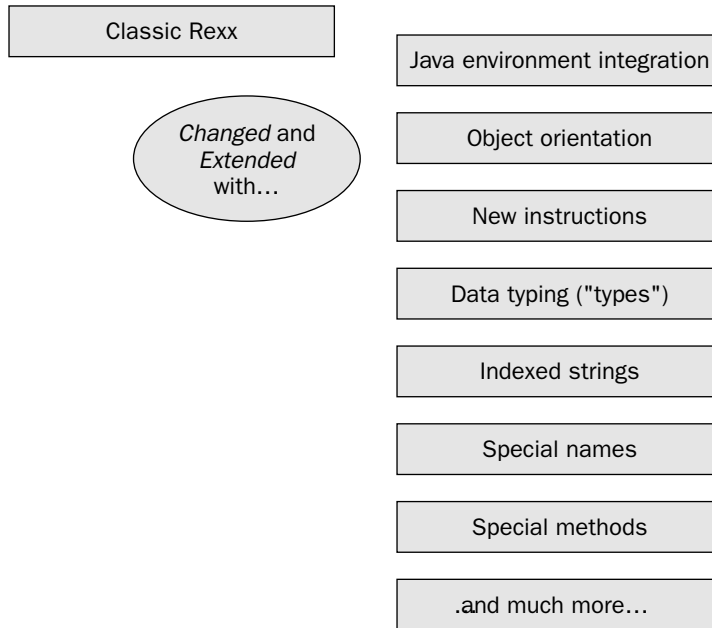 Classic Rexx
Java environment integration
Changed and
Extended
with…
Object orientation
New instructions
Data typing ("types")
Indexed strings
Special names
Special methods
.and much more…